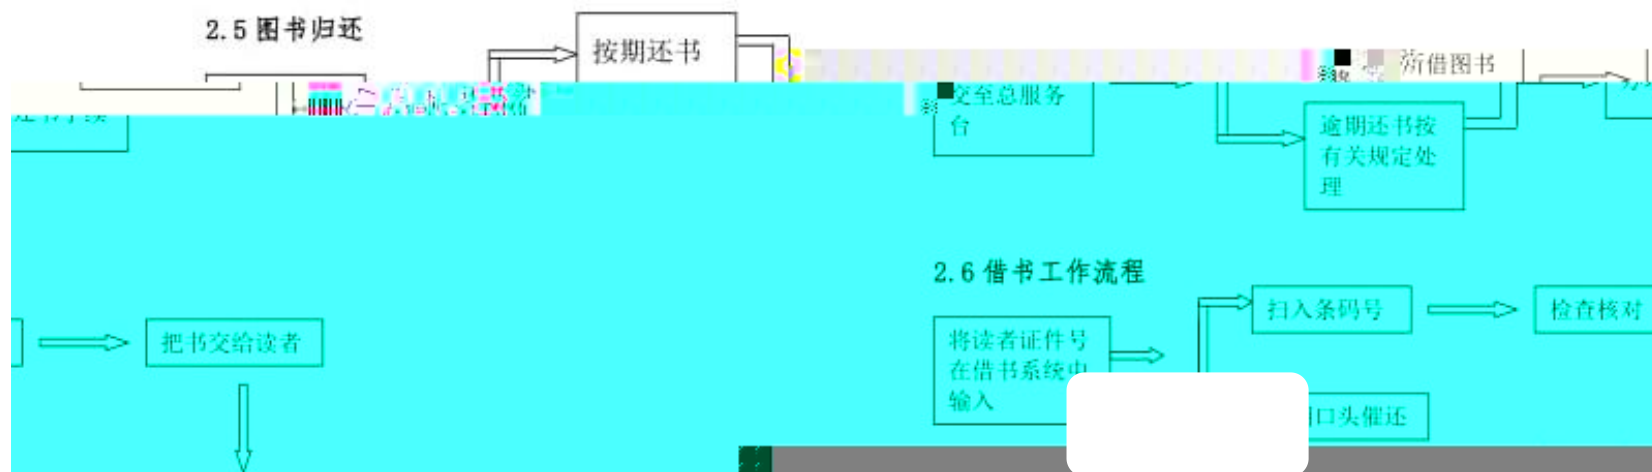 2.5 图书归还
按期还书
所借图书
交至总服务
台
逾期还书按
有关规定处
理
2.6 借书工作流程
扫入条码号
检查核对
把书交给读者
将读者证件号
在借书系统中
输入
口头催还